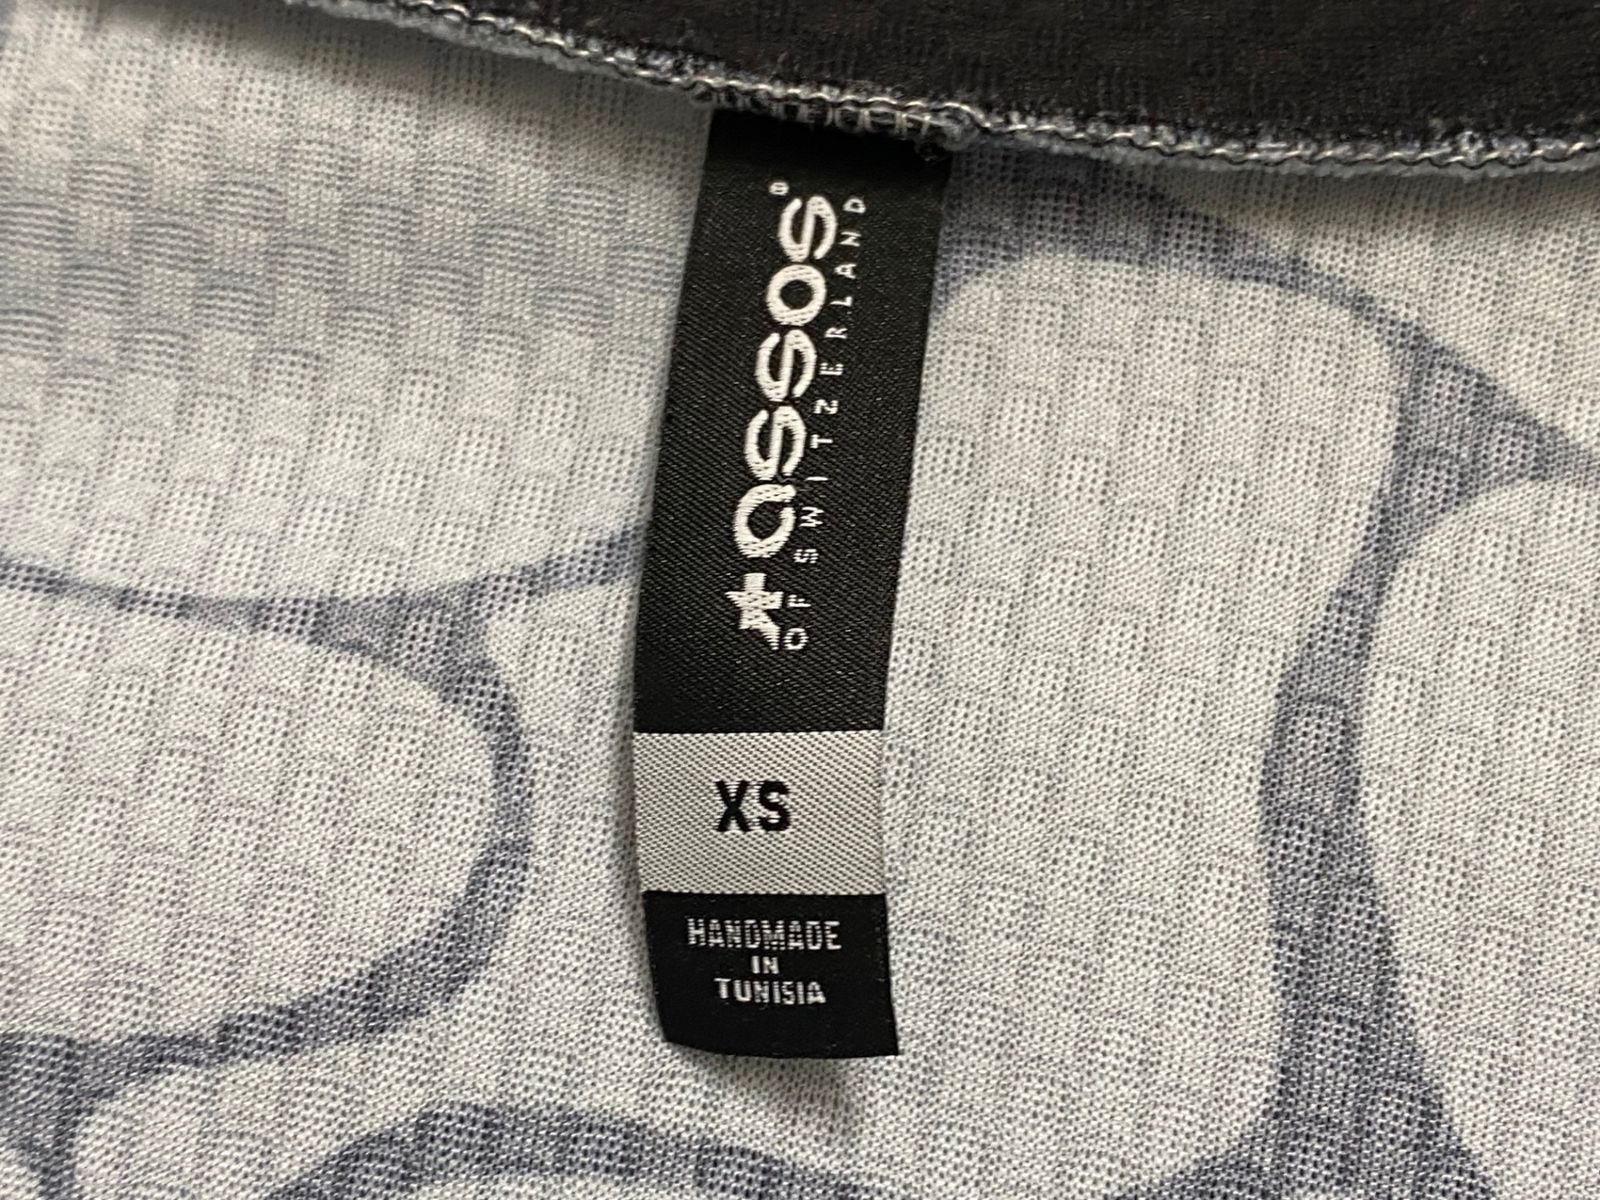 assos®
OF SWITZERLAND
XS
HANDMADE
IN
TUNISIA